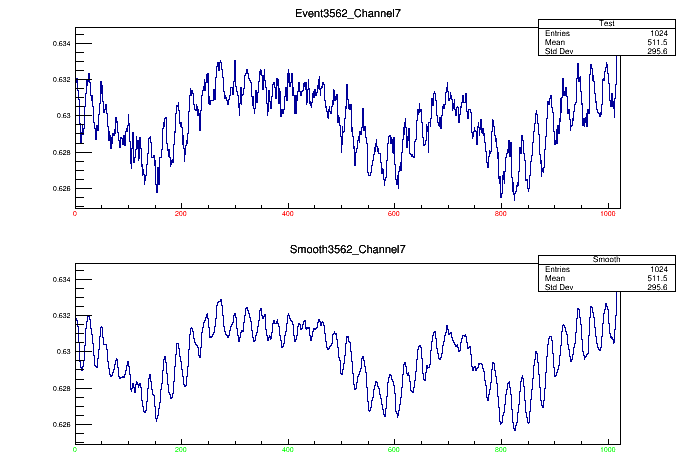 Event3562_Channel7
Test
Entries 1024
Mean 511.5
Std Dev 295.6
0.634
0.632
0.63
0.628
0.626
0 200 400 600 800 1000
Smooth3562_Channel7
Smooth
Entries 1024
Mean 511.5
Std Dev 295.6
0.634
0.632
0.63
0.628
0.626
0 200 400 600 800 1000